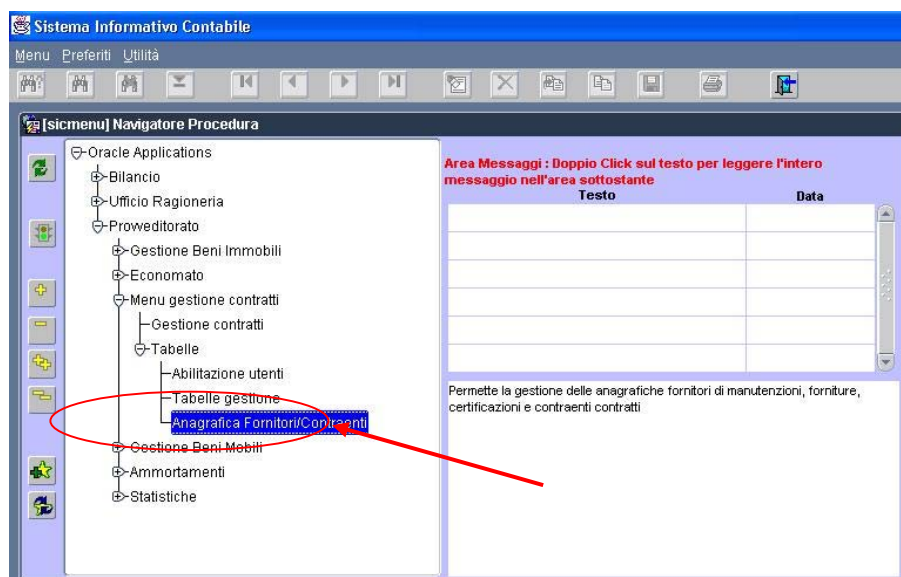 Sistema Informativo Contabile
Menu Preferiti Utilità
[sicmenu] Navigatore Procedura
Oracle Applications
Bilancio
Ufficio Ragioneria
Provveditorato
Gestione Beni Immobili
Economato
Menu gestione contratti
Gestione contratti
Tabelle
Abilitazione utenti
Tabelle gestione
Anagrafica Fornitori/Contraenti
Gestione Beni Mobili
Ammortamenti
Statistiche
Area Messaggi : Doppio Click sul testo per leggere l'intero
messaggio nell'area sottostante
Testo Data
Permette la gestione delle anagrafiche fornitori di manutenzioni, forniture,
certificazioni e contraenti contratti